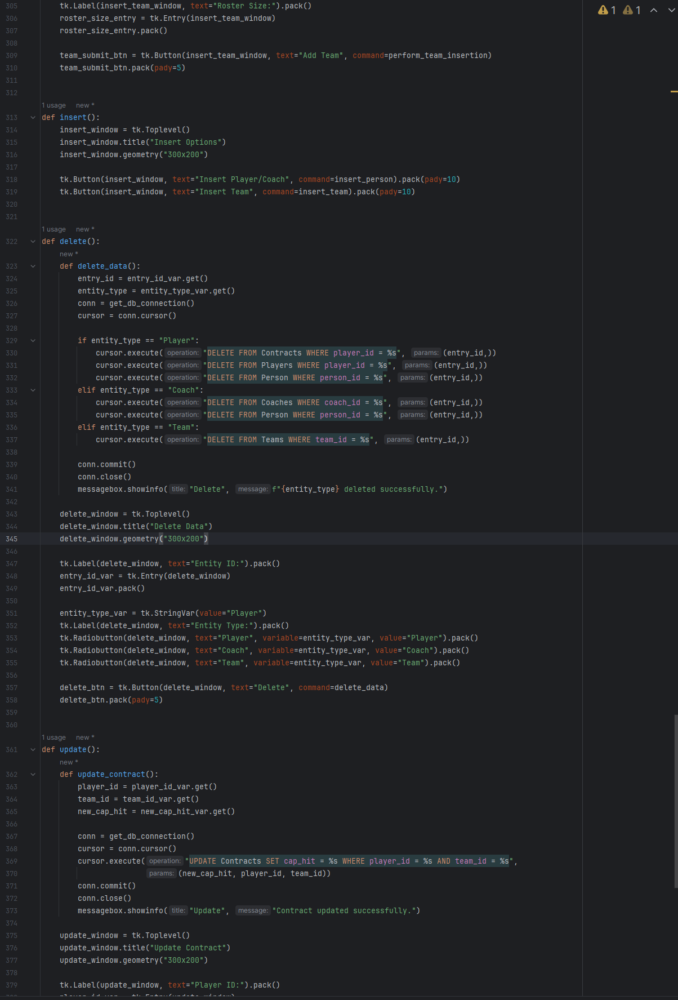 305 tk.Label(insert_team_window, text="Roster Size:").pack()
306 roster_size_entry = tk.Entry(insert_team_window)
307 roster_size_entry.pack()
308
309 team_submit_btn = tk.Button(insert_team_window, text="Add Team", command=perform_team_insertion)
310 team_submit_btn.pack(pady=5)
311
312
1 usage new *
313 def insert():
314 insert_window = tk.Toplevel()
315 insert_window.title("Insert Options")
316 insert_window.geometry("300x200")
317
318 tk.Button(insert_window, text="Insert Player/Coach", command=insert_person).pack(pady=10)
319 tk.Button(insert_window, text="Insert Team", command=insert_team).pack(pady=10)
320
321
1 usage new *
322 def delete():
new *
323 def delete_data():
324 entry_id = entry_id_var.get()
325 entity_type = entity_type_var.get()
326 conn = get_db_connection()
327 cursor = conn.cursor()
328
329 if entity_type == "Player":
330 cursor.execute( operation: "DELETE FROM Contracts WHERE player_id = %s", params: (entry_id,))
331 cursor.execute( operation: "DELETE FROM Players WHERE player_id = %s", params: (entry_id,))
332 cursor.execute( operation: "DELETE FROM Person WHERE person_id = %s", params: (entry_id,))
333 elif entity_type == "Coach":
334 cursor.execute( operation: "DELETE FROM Coaches WHERE coach_id = %s", params: (entry_id,))
335 cursor.execute( operation: "DELETE FROM Person WHERE person_id = %s", params: (entry_id,))
336 elif entity_type == "Team":
337 cursor.execute( operation: "DELETE FROM Teams WHERE team_id = %s", params: (entry_id,))
338
339 conn.commit()
340 conn.close()
341 messagebox.showinfo( title: "Delete", message: f"{entity_type} deleted successfully.")
342
343 delete_window = tk.Toplevel()
344 delete_window.title("Delete Data")
345 delete_window.geometry("300x200")
346
347 tk.Label(delete_window, text="Entity ID:").pack()
348 entry_id_var = tk.Entry(delete_window)
349 entry_id_var.pack()
350
351 entity_type_var = tk.StringVar(value="Player")
352 tk.Label(delete_window, text="Entity Type:").pack()
353 tk.Radiobutton(delete_window, text="Player", variable=entity_type_var, value="Player").pack()
354 tk.Radiobutton(delete_window, text="Coach", variable=entity_type_var, value="Coach").pack()
355 tk.Radiobutton(delete_window, text="Team", variable=entity_type_var, value="Team").pack()
356
357 delete_btn = tk.Button(delete_window, text="Delete", command=delete_data)
358 delete_btn.pack(pady=5)
359
360
1 usage new *
361 def update():
new *
362 def update_contract():
363 player_id = player_id_var.get()
364 team_id = team_id_var.get()
365 new_cap_hit = new_cap_hit_var.get()
366
367 conn = get_db_connection()
368 cursor = conn.cursor()
369 cursor.execute( operation: "UPDATE Contracts SET cap_hit = %s WHERE player_id = %s AND team_id = %s",
370 params: (new_cap_hit, player_id, team_id))
371 conn.commit()
372 conn.close()
373 messagebox.showinfo( title: "Update", message: "Contract updated successfully.")
374
375 update_window = tk.Toplevel()
376 update_window.title("Update Contract")
377 update_window.geometry("300x200")
378
379 tk.Label(update_window, text="Player ID:").pack()
1 1